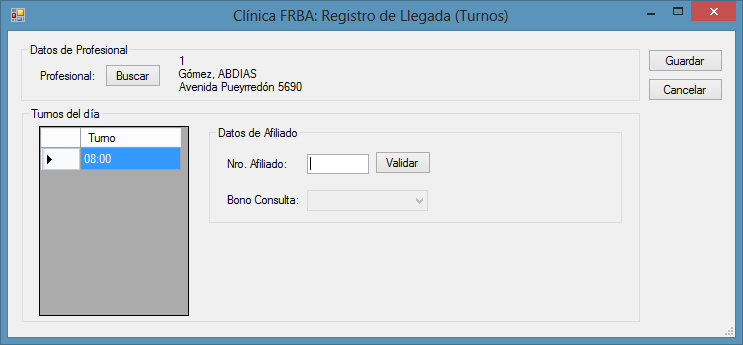 Clínica FRBA: Registro de Llegada (Turnos)
Datos de Profesional
Profesional:
Buscar
1
Gómez, ABDIAS
Avenida Pueyrredón 5690
Guardar
Cancelar
Turnos del día
Turno
08:00
Datos de Afiliado
Nro. Afiliado:
Validar
Bono Consulta: